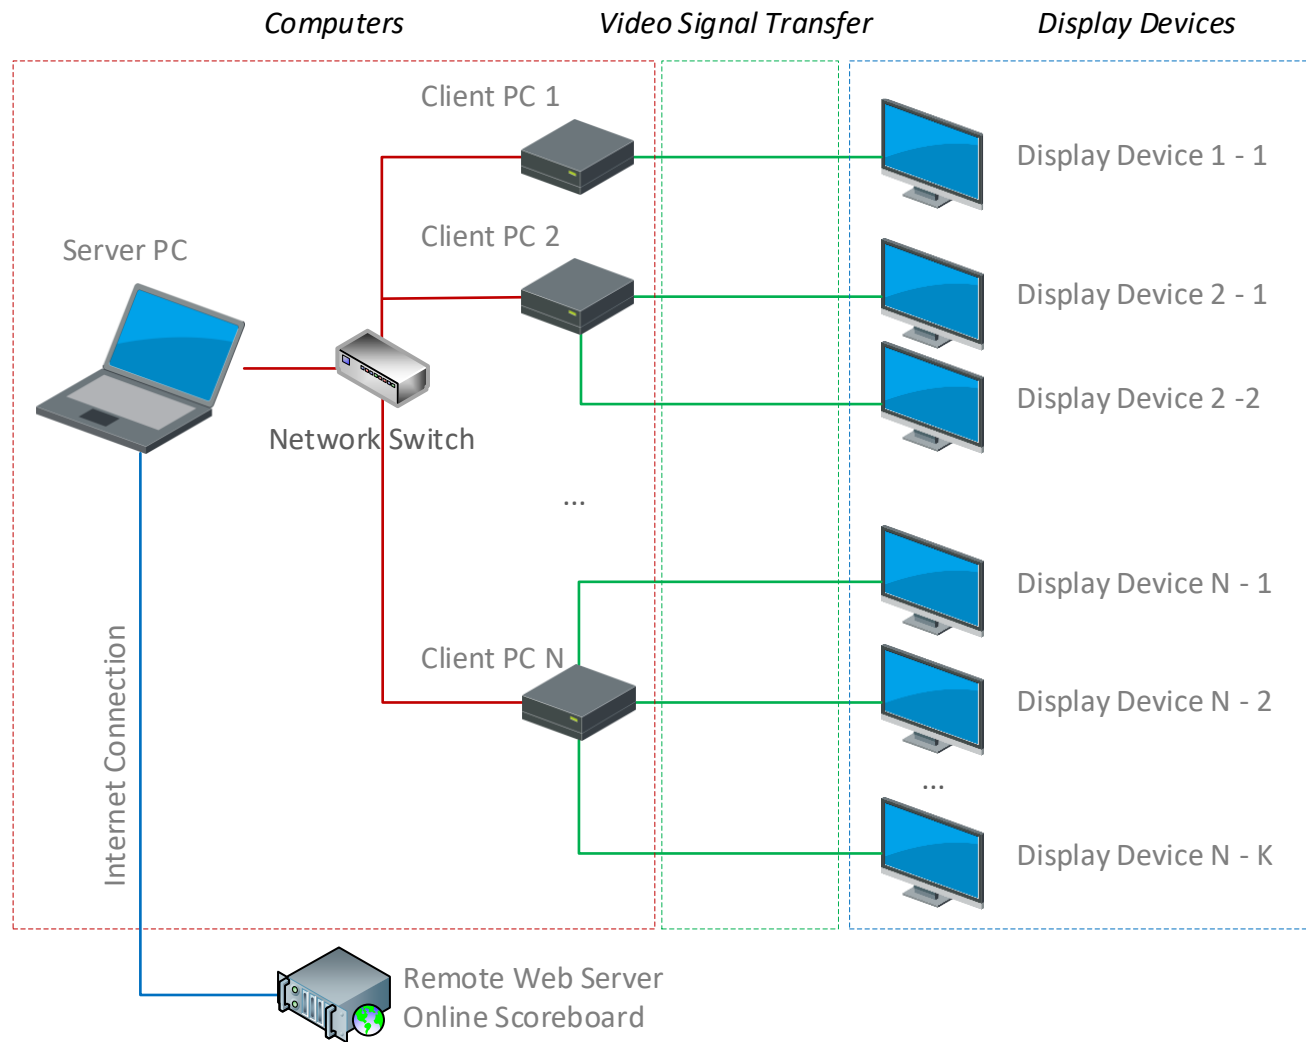 Computers
Video Signal Transfer
Display Devices
Client PC 1
Display Device 1 - 1
Client PC 2
Server PC
Display Device 2 - 1
Display Device 2 -2
Network Switch
...
Display Device N - 1
Client PC N
Display Device N - 2
...
Display Device N - K
Internet Connection
Remote Web Server
Online Scoreboard